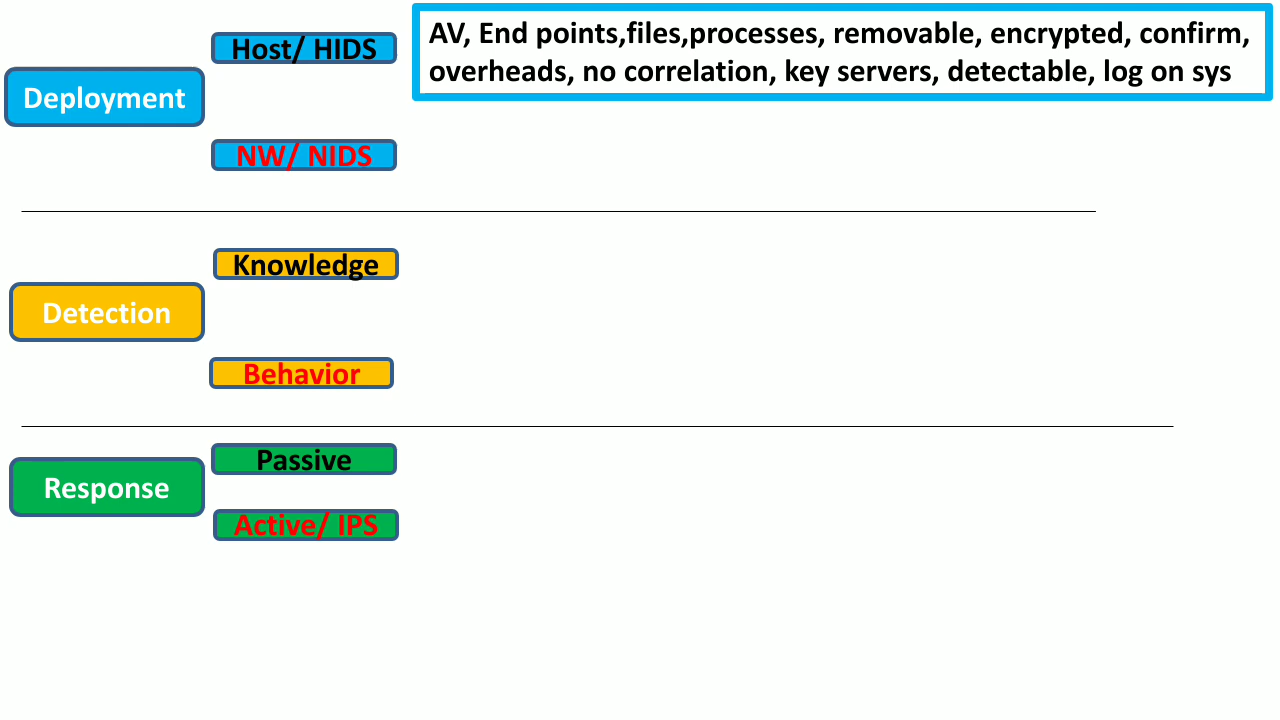 Deployment
Host/ HIDS
AV, End points,files,processes, removable, encrypted, confirm,
overheads, no correlation, key servers, detectable, log on sys
NW/ NIDS
Detection
Knowledge
Behavior
Response
Passive
Active/ IPS